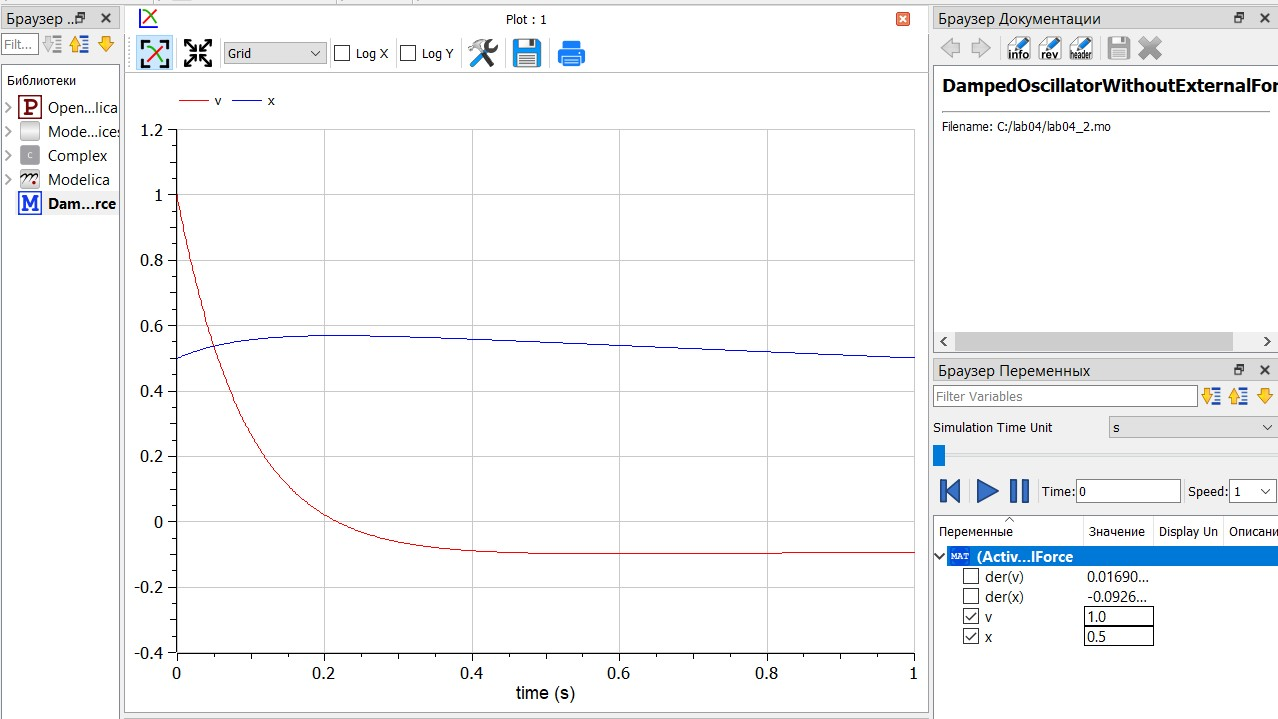 Браузер ..
Filt...
Библиотеки
P Open...lica
Mode...ices
C Complex
Modelica
M Dam...rce
Plot : 1
Grid
Log X
Log Y
v
x
1.2
1
0.8
0.6
0.4
0.2
0
-0.2
-0.4
0 0.2 0.4 0.6 0.8 1
time (s)
Браузер Документации
info rev header
DampedOscillatorWithoutExternalFor
Filename: C:/lab04/lab04_2.mo
Браузер Переменных
Filter Variables
Simulation Time Unit s
Time: 0 Speed: 1
Переменные Значение Display Un Описани
MAT (Activ...lForce
der(v) 0.01690...
der(x) -0.0926...
v 1.0
x 0.5